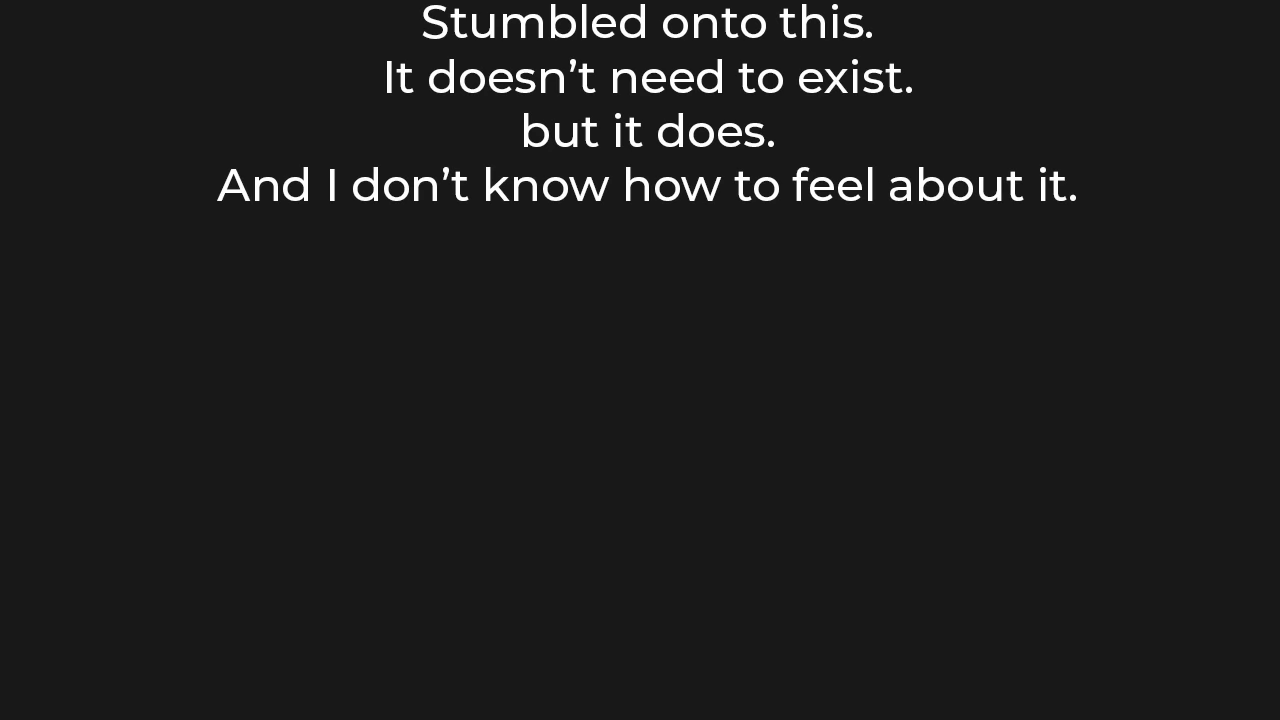 Stumbled onto this.
It doesn’t need to exist.
but it does.
And I don’t know how to feel about it.